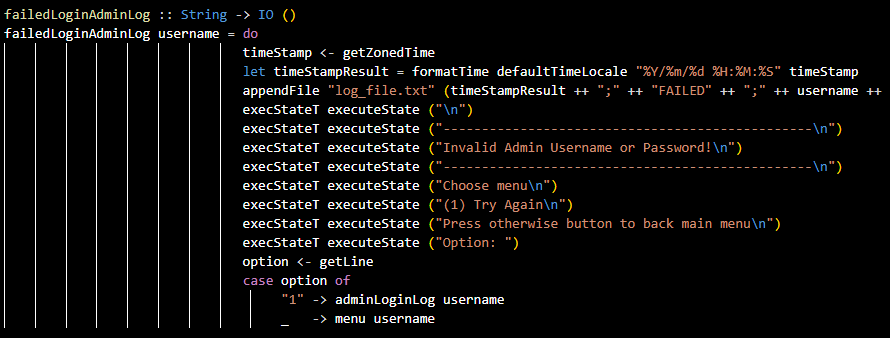 failedLoginAdminLog :: String -> IO ()
failedLoginAdminLog username = do
timeStamp <- getZonedTime
let timeStampResult = formatTime defaultTimeLocale "%Y/%m/%d %H:%M:%S" timeStamp
appendFile "log_file.txt" (timeStampResult ++ ";" ++ "FAILED" ++ ";" ++ username ++
execStateT executeState ("\n")
execStateT executeState ("-------------------------------------------------\n")
execStateT executeState ("Invalid Admin Username or Password!\n")
execStateT executeState ("-------------------------------------------------\n")
execStateT executeState ("Choose menu\n")
execStateT executeState ("(1) Try Again\n")
execStateT executeState ("Press otherwise button to back main menu\n")
execStateT executeState ("Option: ")
option <- getLine
case option of
"1" -> adminLoginLog username
_ -> menu username